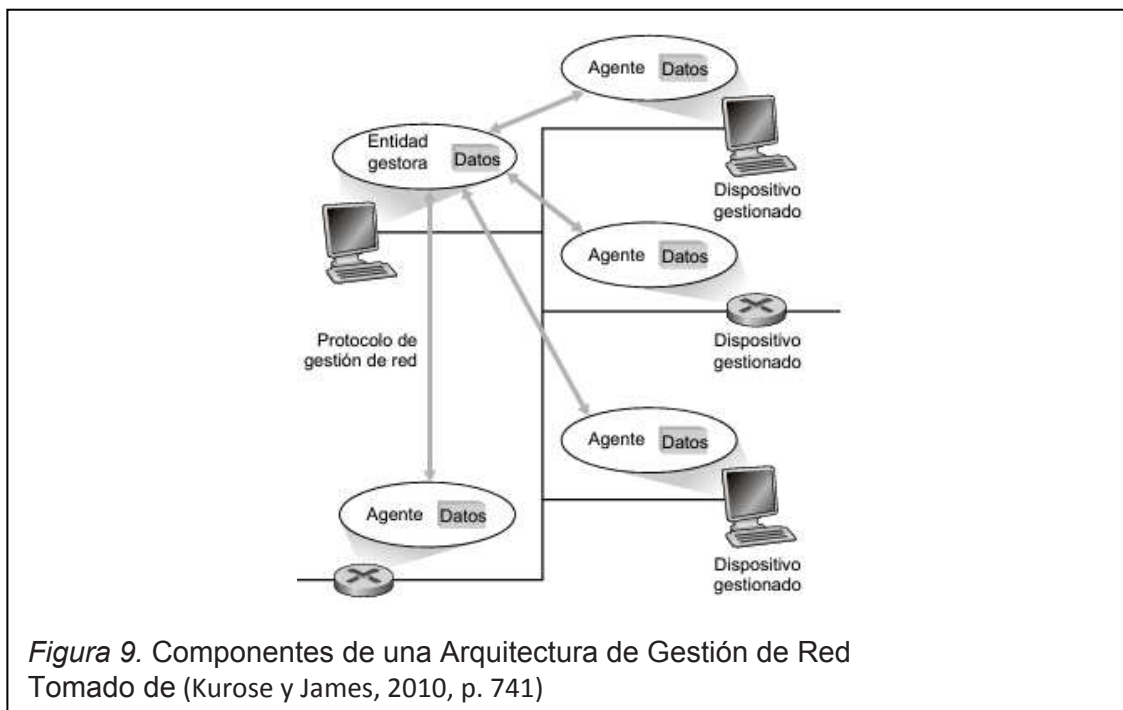 Agente Datos
Entidad
gestora Datos
Dispositivo
gestionado
Agente Datos
Protocolo de
gestión de red
Dispositivo
gestionado
Agente Datos
Agente Datos
Dispositivo
gestionado
Figura 9. Componentes de una Arquitectura de Gestión de Red
Tomado de (Kurose y James, 2010, p. 741)